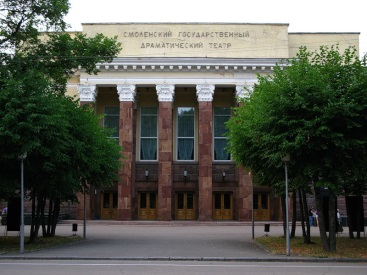 СМОЛЕНСКИЙ ГОСУДАРСТВЕННЫЙ
ДРАМАТИЧЕСКИЙ ТЕАТР